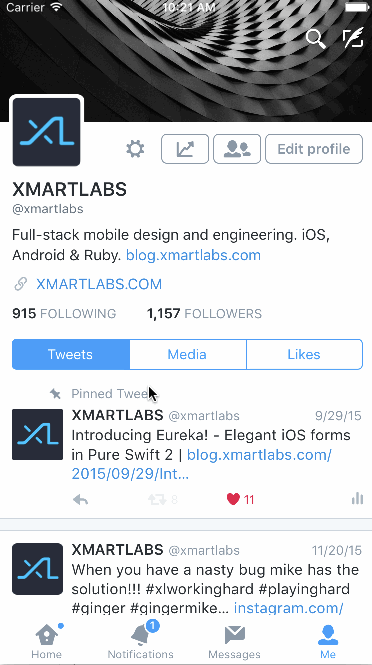 Carrier 10:21 AM
Edit profile
XMARTLABS
@xmartlabs
Full-stack mobile design and engineering. iOS,
Android & Ruby. blog.xmartlabs.com
XMARTLABS.COM
915 FOLLOWING 1,157 FOLLOWERS
Tweets Media Likes
Pinned Tweet
XMARTLABS @xmartlabs 9/29/15
Introducing Eureka! - Elegant iOS forms
in Pure Swift 2 | blog.xmartlabs.com/
2015/09/29/Int...
8 11
XMARTLABS @xmartlabs 11/20/15
When you have a nasty bug mike has the
solution!!! #xlworkinghard #playinghard
#ginger #gingermike... instagram.com/
1
Home Notifications Messages Me